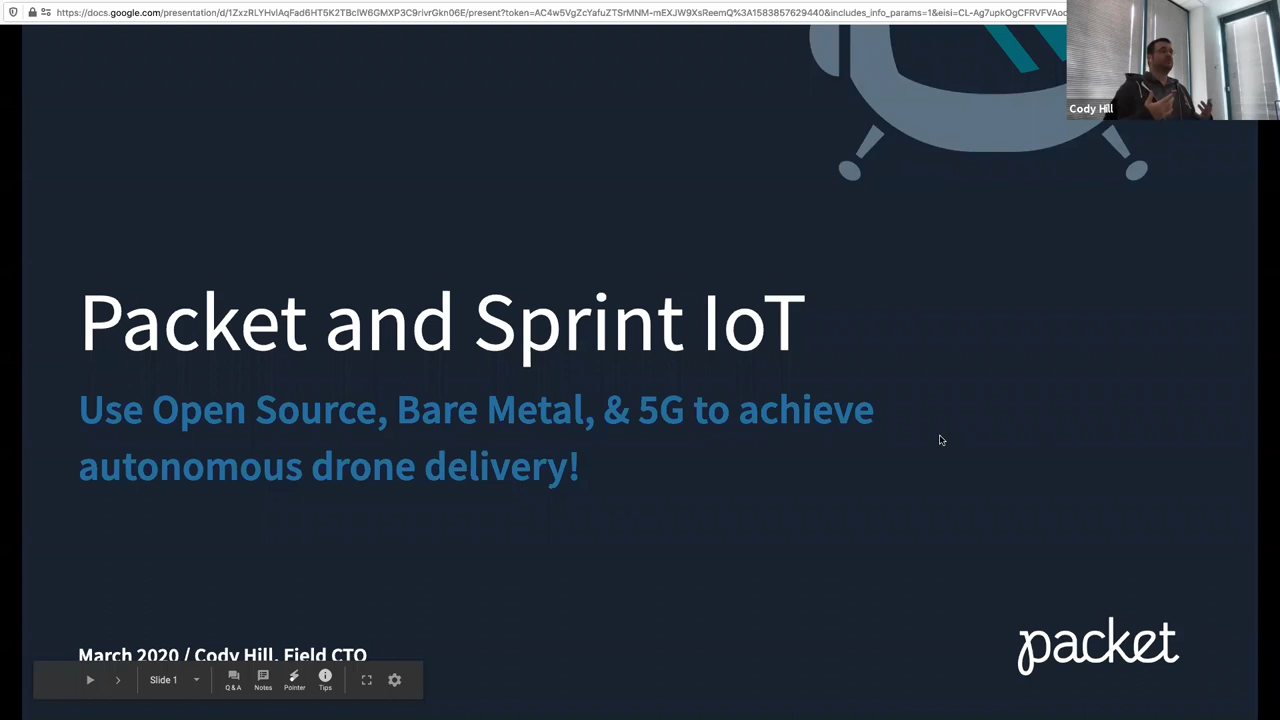 Cody Hill
Packet and Sprint IoT
Use Open Source, Bare Metal, & 5G to achieve
autonomous drone delivery!
March 2020 / Cody Hill, Field CTO
packet
Slide 1
Q & A
Notes
Pointer
Tips